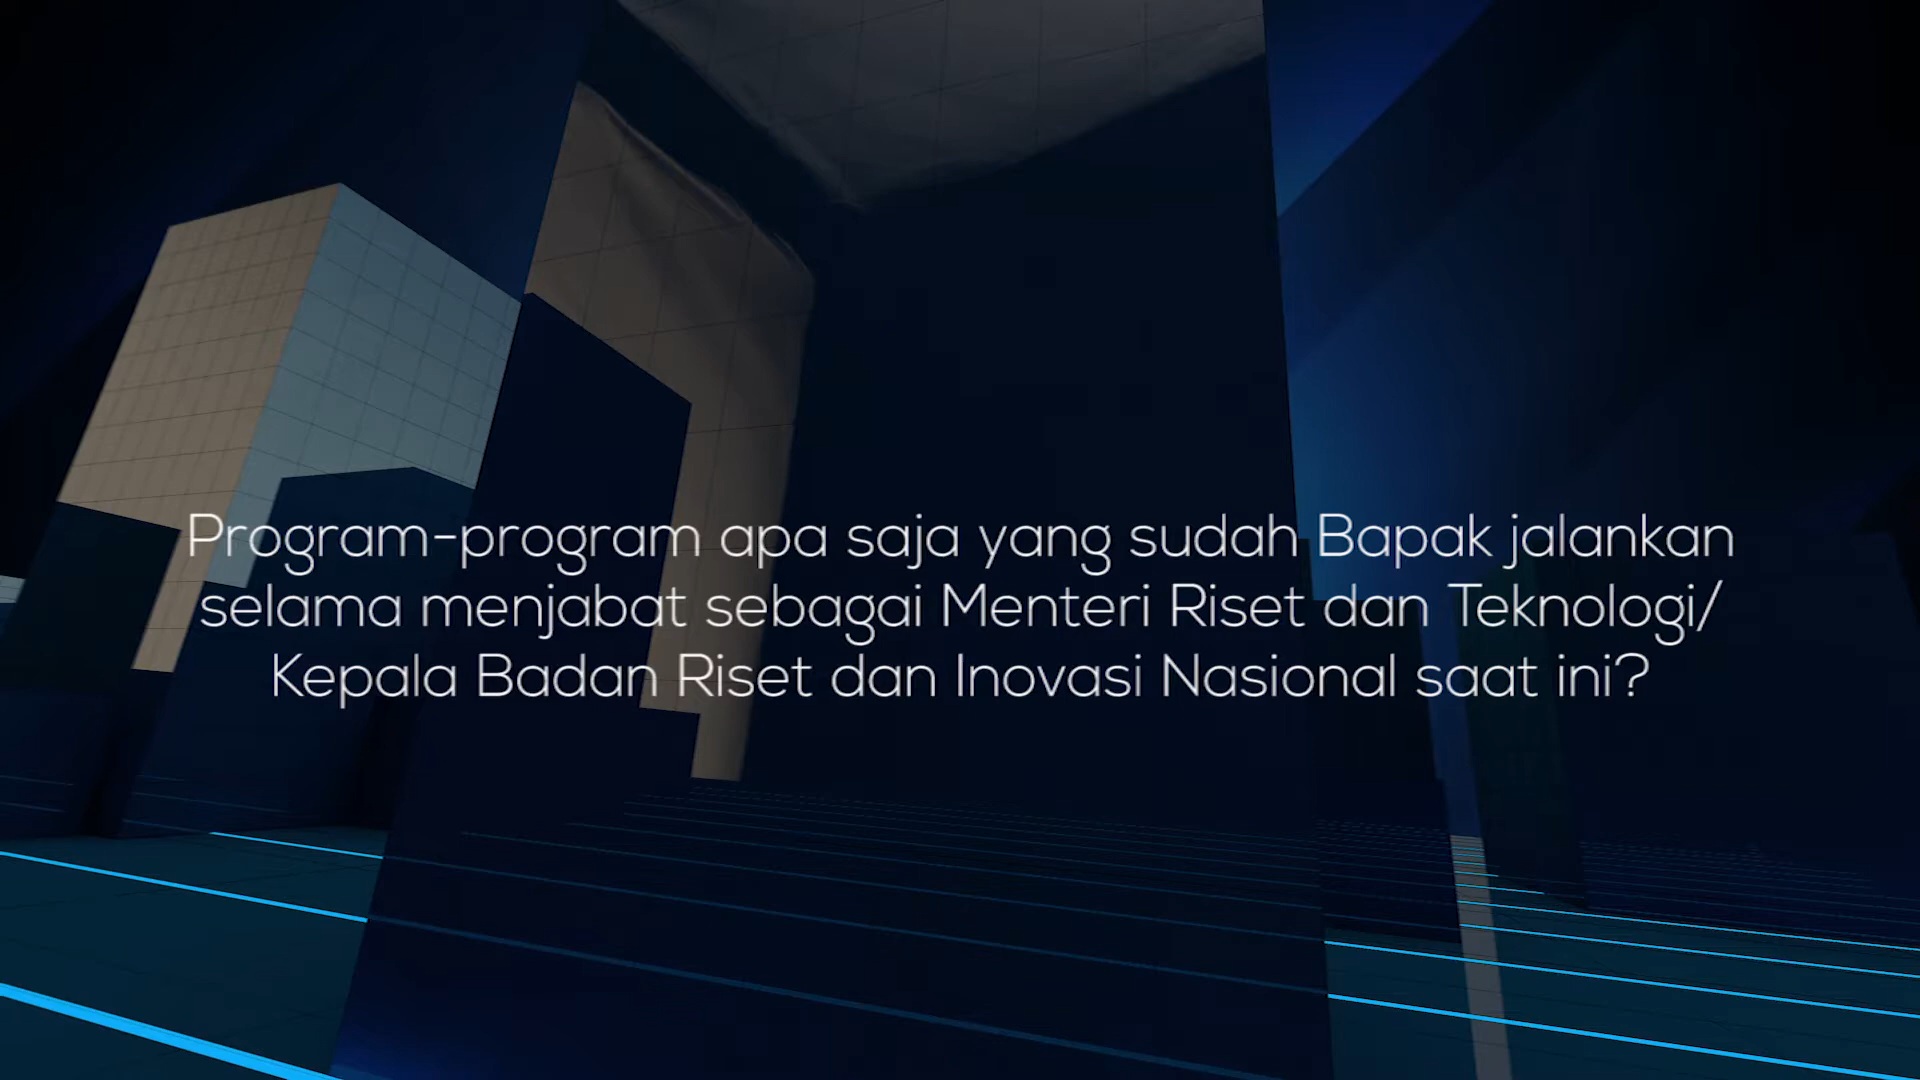 Program-program apa saja yang sudah Bapak jalankan
selama menjabat sebagai Menteri Riset dan Teknologi/
Kepala Badan Riset dan Inovasi Nasional saat ini?